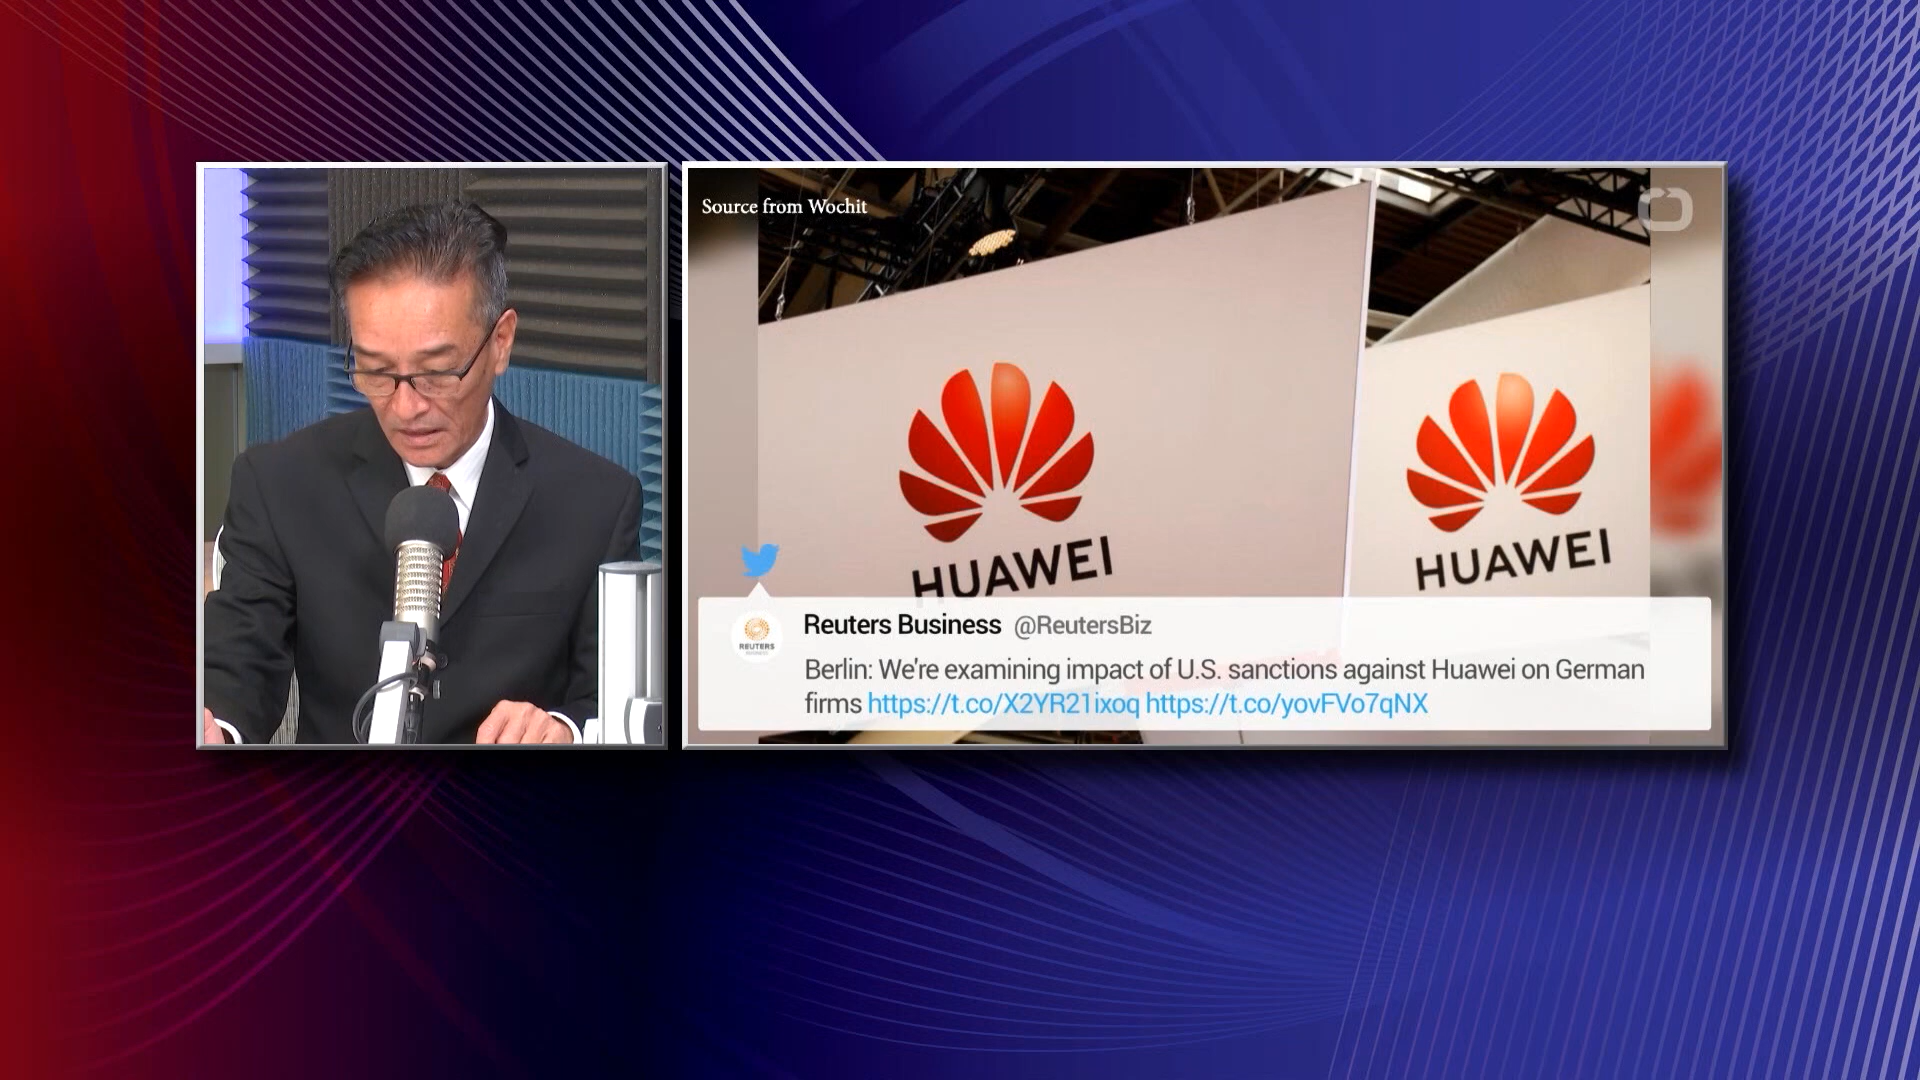 Source from Wochit
HUAWEI
HUAWEI
Reuters Business @ReutersBiz
REUTERS
Berlin: We're examining impact of U.S. sanctions against Huawei on German
firms https://t.co/X2YR21ixoq https://t.co/yovFVo7qNX